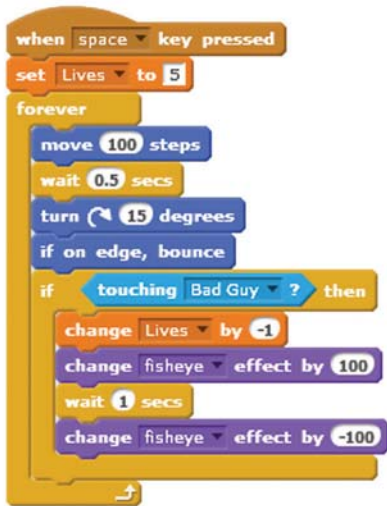 when space key pressed
set Lives to 5
forever
move 100 steps
wait 0.5 secs
turn 15 degrees
if on edge, bounce
if touching Bad Guy ? then
change Lives by -1
change fisheye effect by 100
wait 1 secs
change fisheye effect by -100